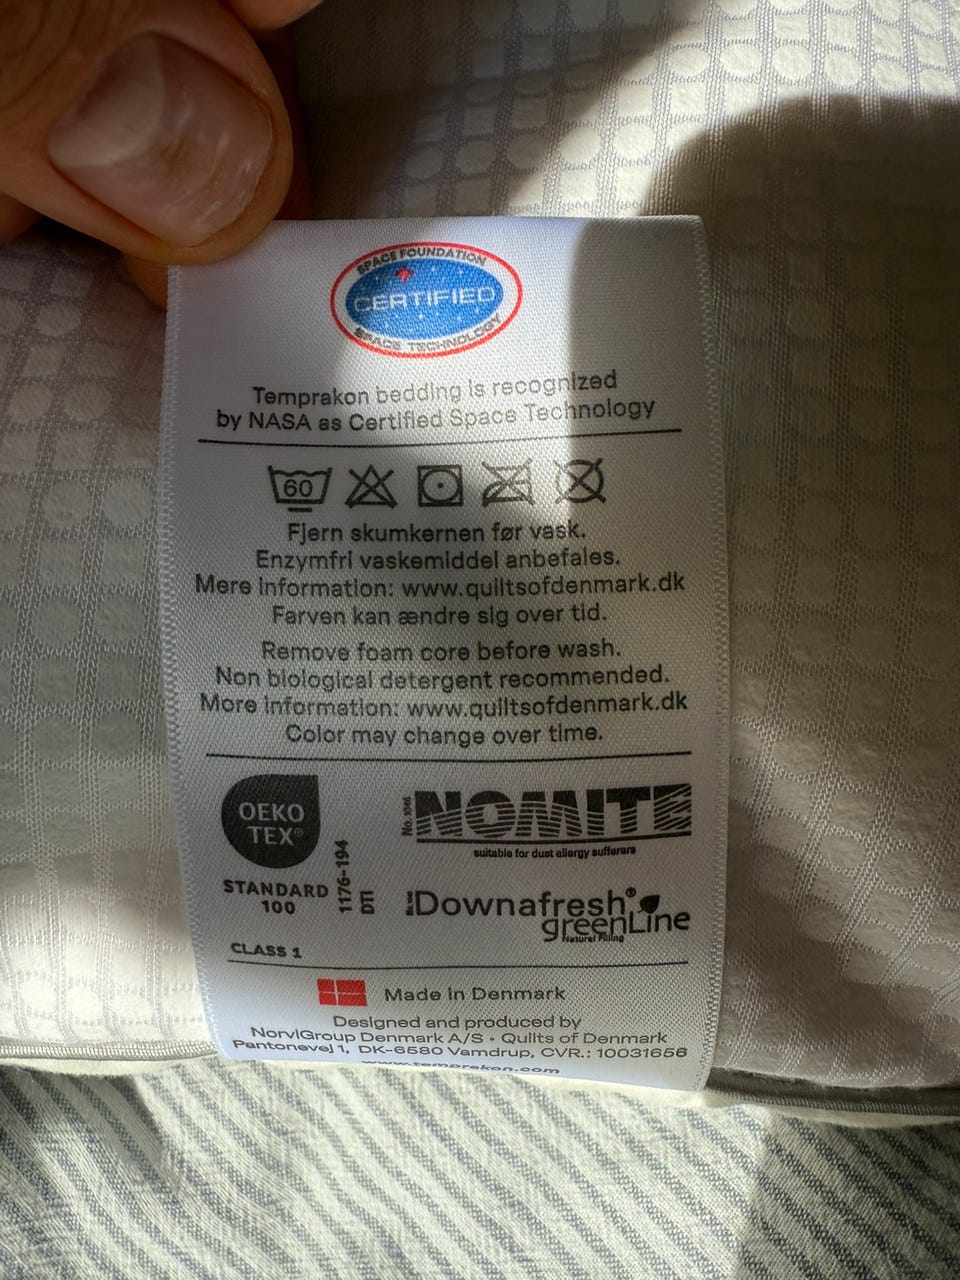 SPACE FOUNDATION
CERTIFIED
SPACE TECHNOLOGY
Temprakon bedding is recognized
by NASA as Certified Space Technology
60
Fjern skumkernen før vask.
Enzymfri vaskemiddel anbefales.
Mere information: www.quiltsofdenmark.dk
Farven kan ændre sig over tid.
Remove foam core before wash.
Non biological detergent recommended.
More information: www.quiltsofdenmark.dk
Color may change over time.
OEKO
TEX®
STANDARD
100
1176-194
DTI
CLASS 1
NOMITE
suitable for dust allergy sufferers
Downafresh®
greenLine
Natural Filling
Made in Denmark
Designed and produced by
NorviGroup Denmark A/S • Quilts of Denmark
Pantonevej 1, DK-6580 Vamdrup, CVR.: 10031656
www.temprakon.com